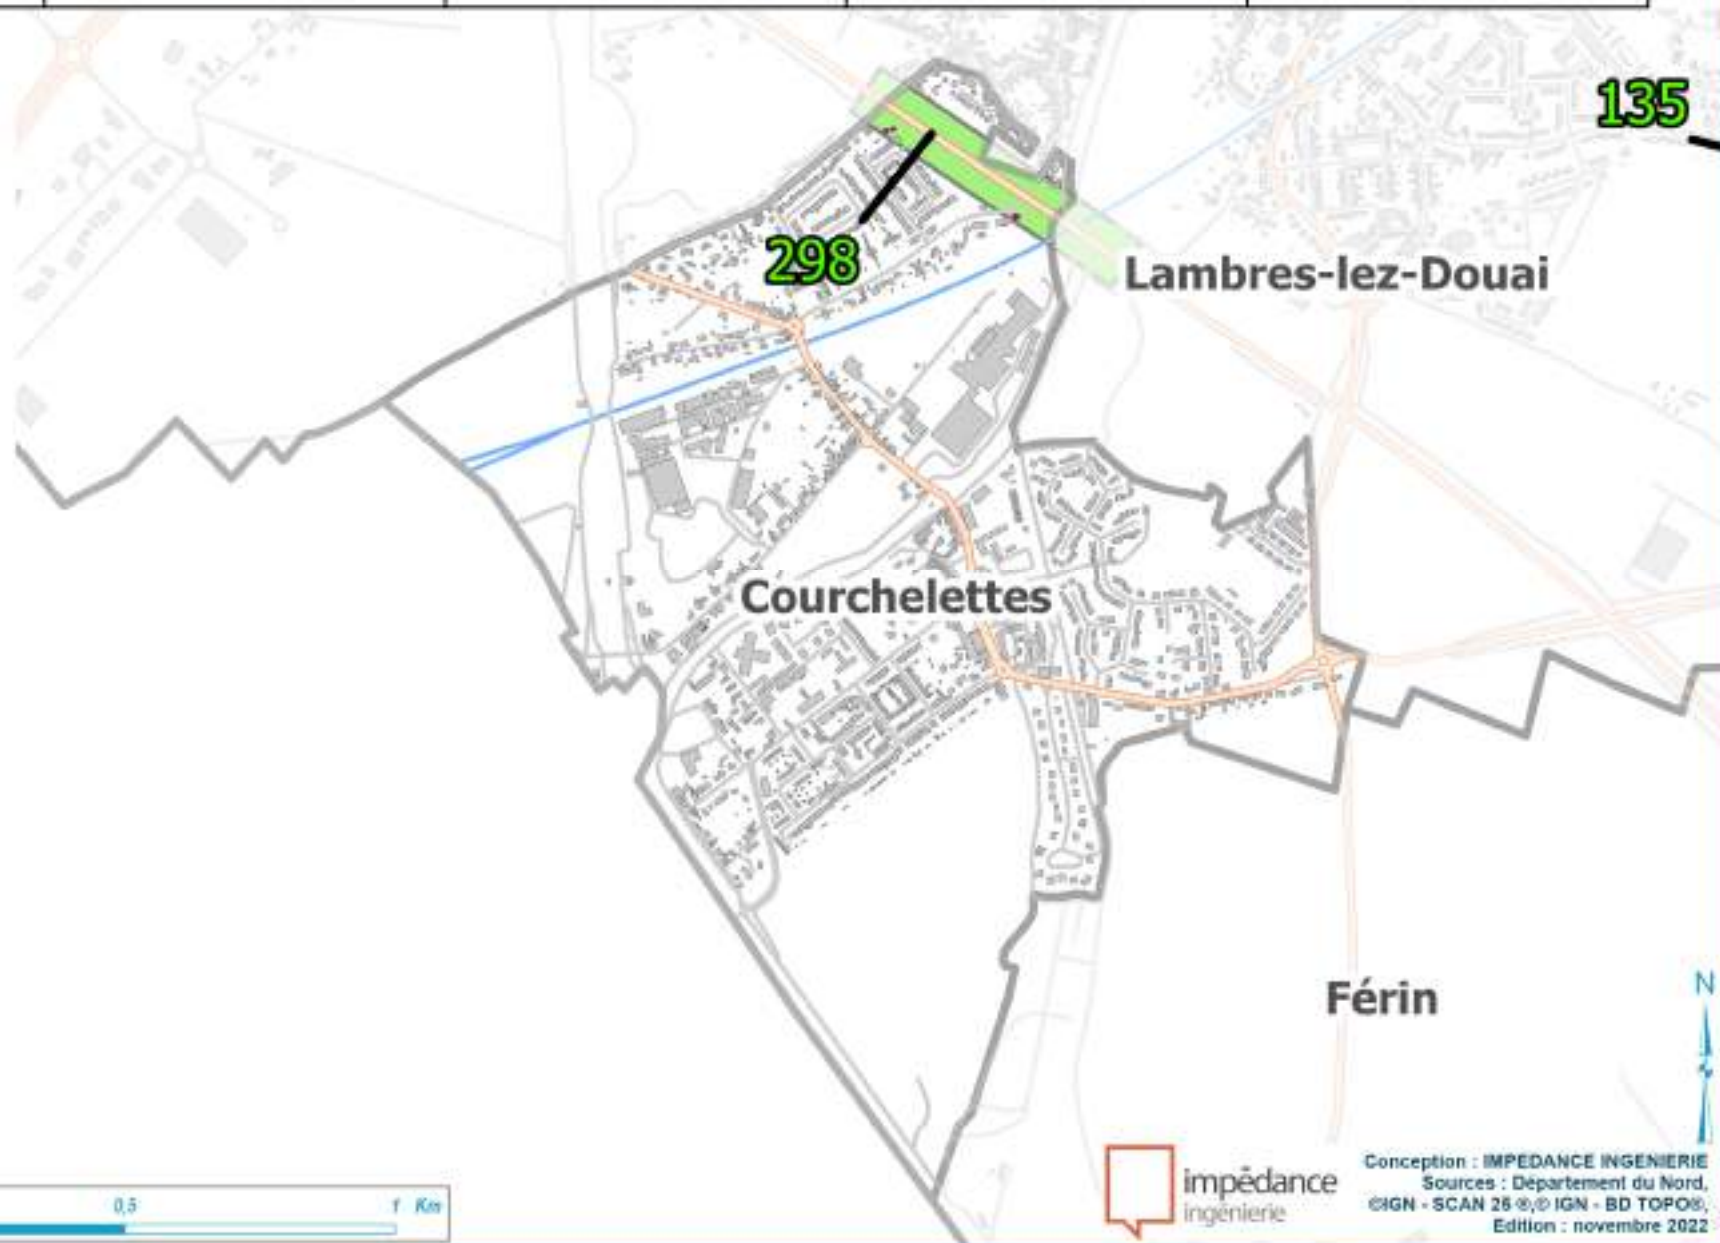 135
298
Lambres-lez-Douai
Courchelettes
Férin
N
0,5 1 Km
impédance
ingénierie
Conception : IMPEDANCE INGENIERIE
Sources : Département du Nord,
©IGN - SCAN 25 ®,© IGN - BD TOPO®,
Edition : novembre 2022